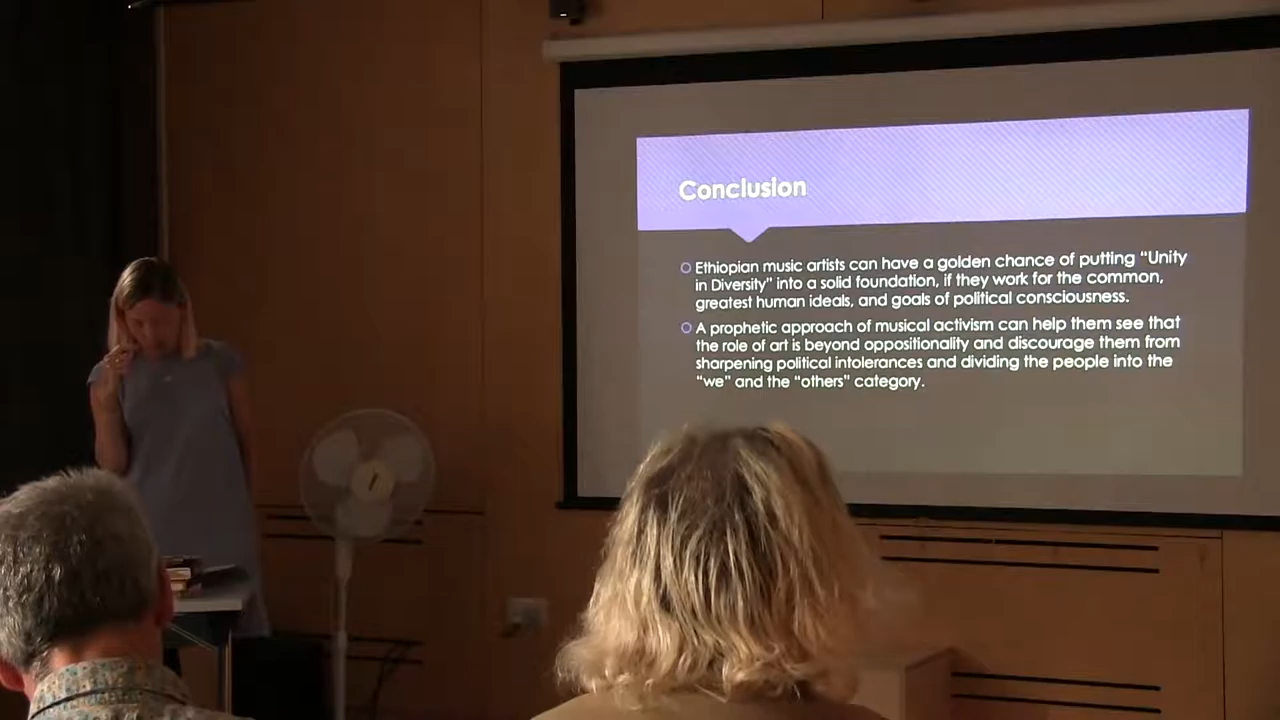 Conclusion
Ethiopian music artists can have a golden chance of putting “Unity
in Diversity” into a solid foundation, if they work for the common,
greatest human ideals, and goals of political consciousness.
A prophetic approach of musical activism can help them see that
the role of art is beyond oppositionality and discourage them from
sharpening political intolerances and dividing the people into the
“we” and the “others” category.